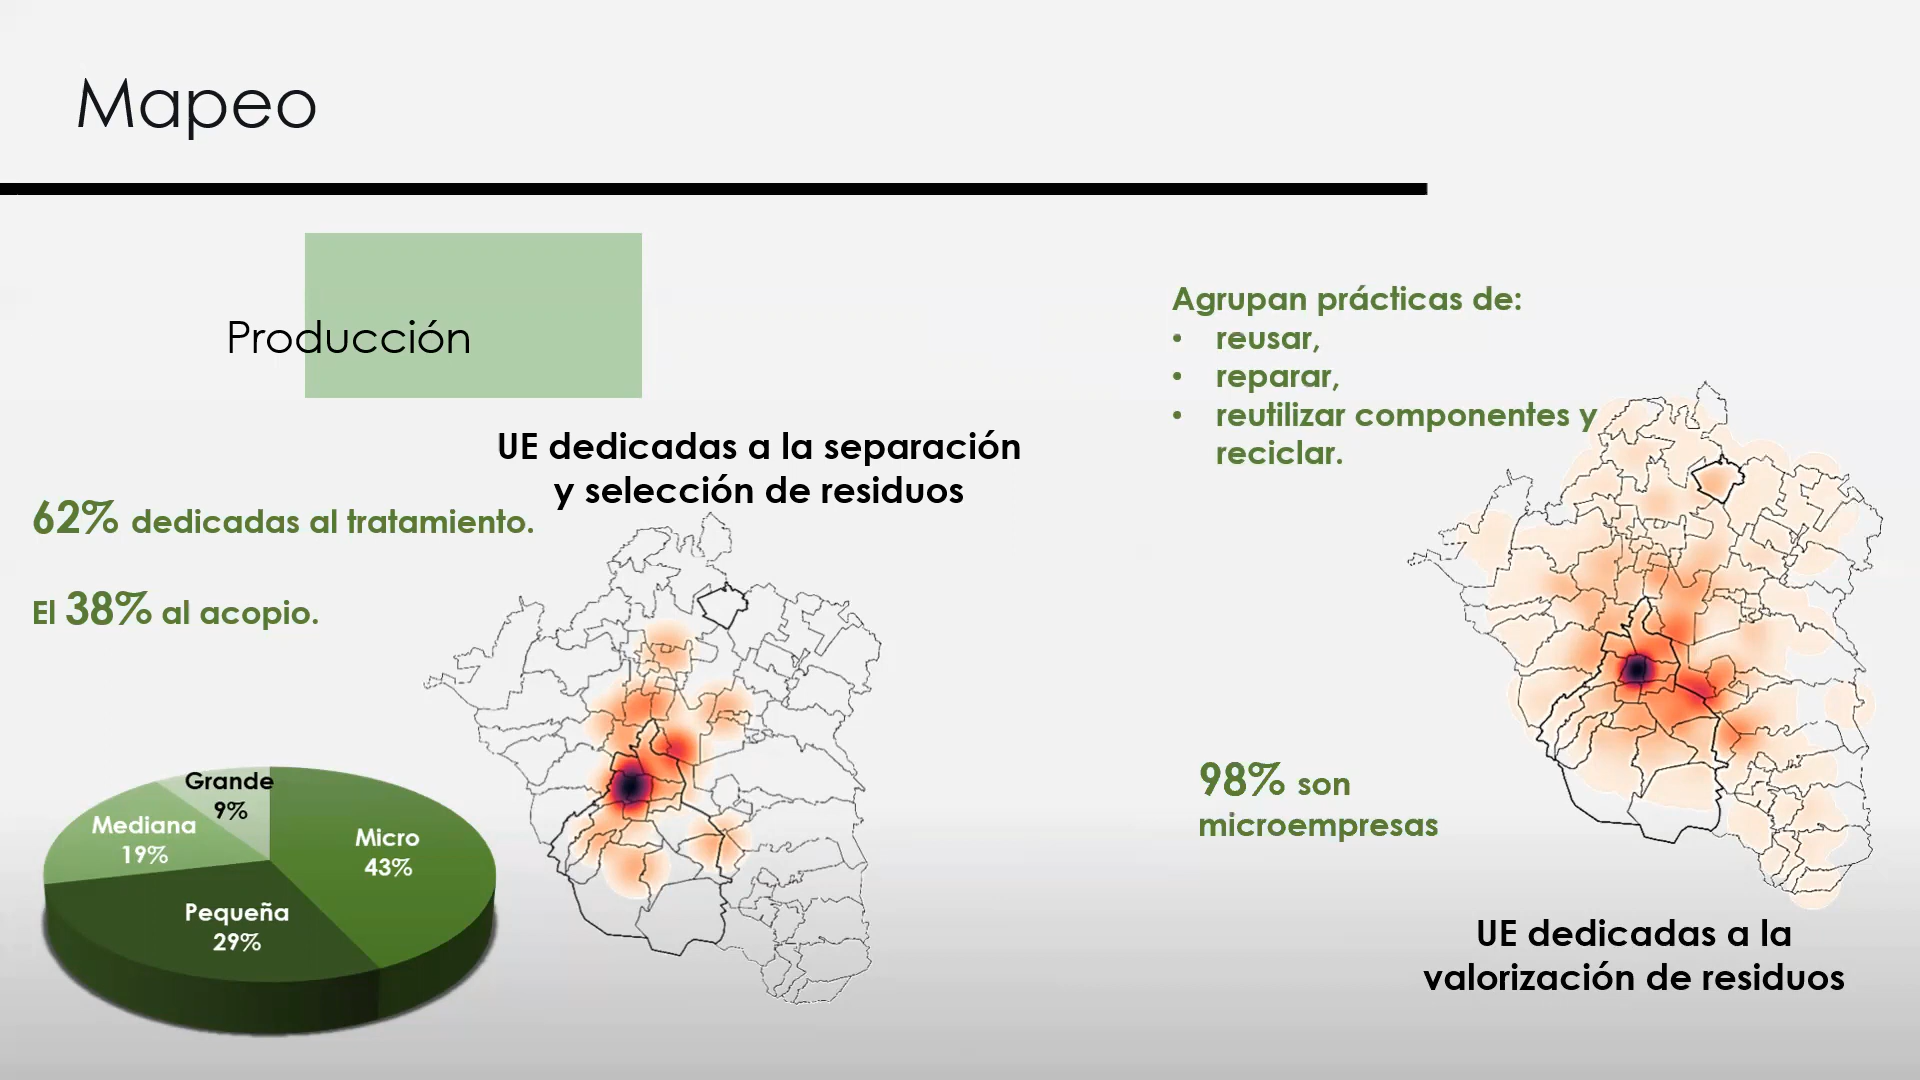 Mapeo
Producción
UE dedicadas a la separación
y selección de residuos
62% dedicadas al tratamiento.
El 38% al acopio.
Grande
9%
Mediana
19%
Micro
43%
Pequeña
29%
Agrupan prácticas de:
• reusar,
• reparar,
• reutilizar componentes y
reciclar.
98% son
microempresas
UE dedicadas a la
valorización de residuos